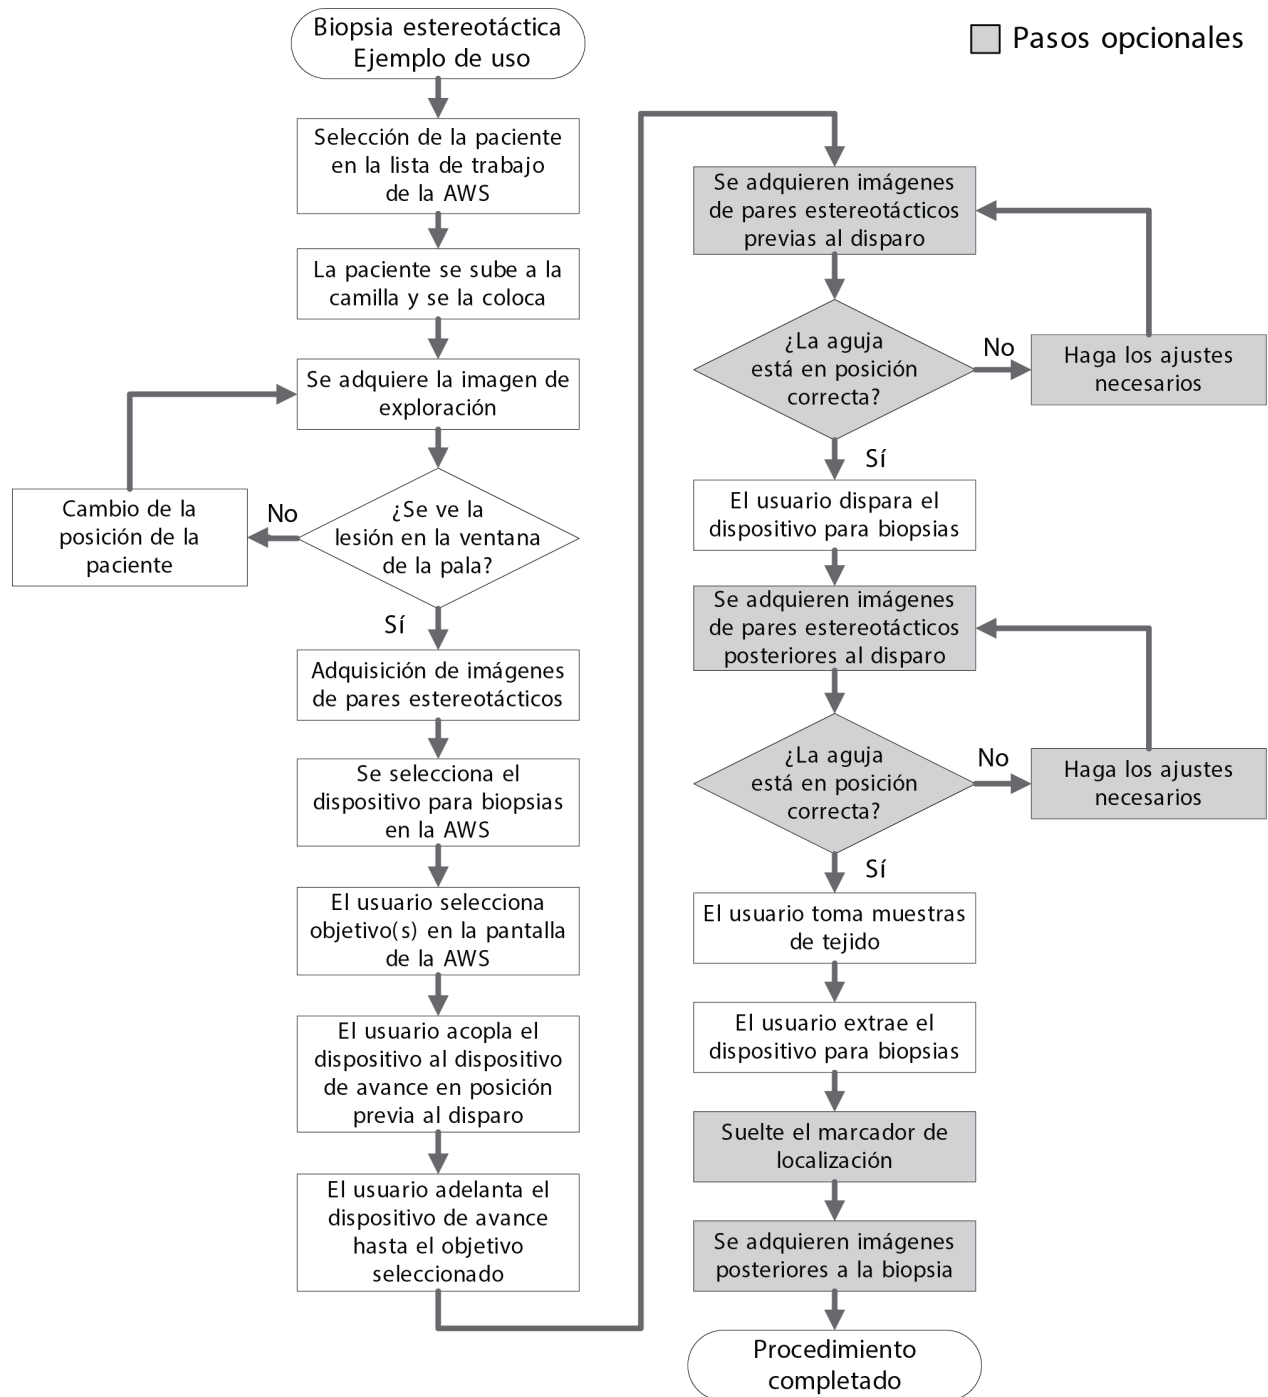 Biopsia estereotáctica
Ejemplo de uso
Pasos opcionales
Selección de la paciente
en la lista de trabajo
de la AWS
La paciente se sube a la
camilla y se la coloca
Se adquiere la imagen de
exploración
Cambio de la
posición de la
paciente
No
¿Se ve la
lesión en la ventana
de la pala?
Sí
Adquisición de imágenes
de pares estereotácticos
Se selecciona el
dispositivo para biopsias
en la AWS
El usuario selecciona
objetivo(s) en la pantalla
de la AWS
El usuario acopla el
dispositivo al dispositivo
de avance en posición
previa al disparo
El usuario adelanta el
dispositivo de avance
hasta el objetivo
seleccionado
Se adquieren imágenes
de pares estereotácticos
previas al disparo
¿La aguja
está en posición
correcta?
No
Haga los ajustes
necesarios
Sí
El usuario dispara el
dispositivo para biopsias
Se adquieren imágenes
de pares estereotácticos
posteriores al disparo
¿La aguja
está en posición
correcta?
No
Haga los ajustes
necesarios
Sí
El usuario toma muestras
de tejido
El usuario extrae el
dispositivo para biopsias
Suelte el marcador de
localización
Se adquieren imágenes
posteriores a la biopsia
Procedimiento
completado